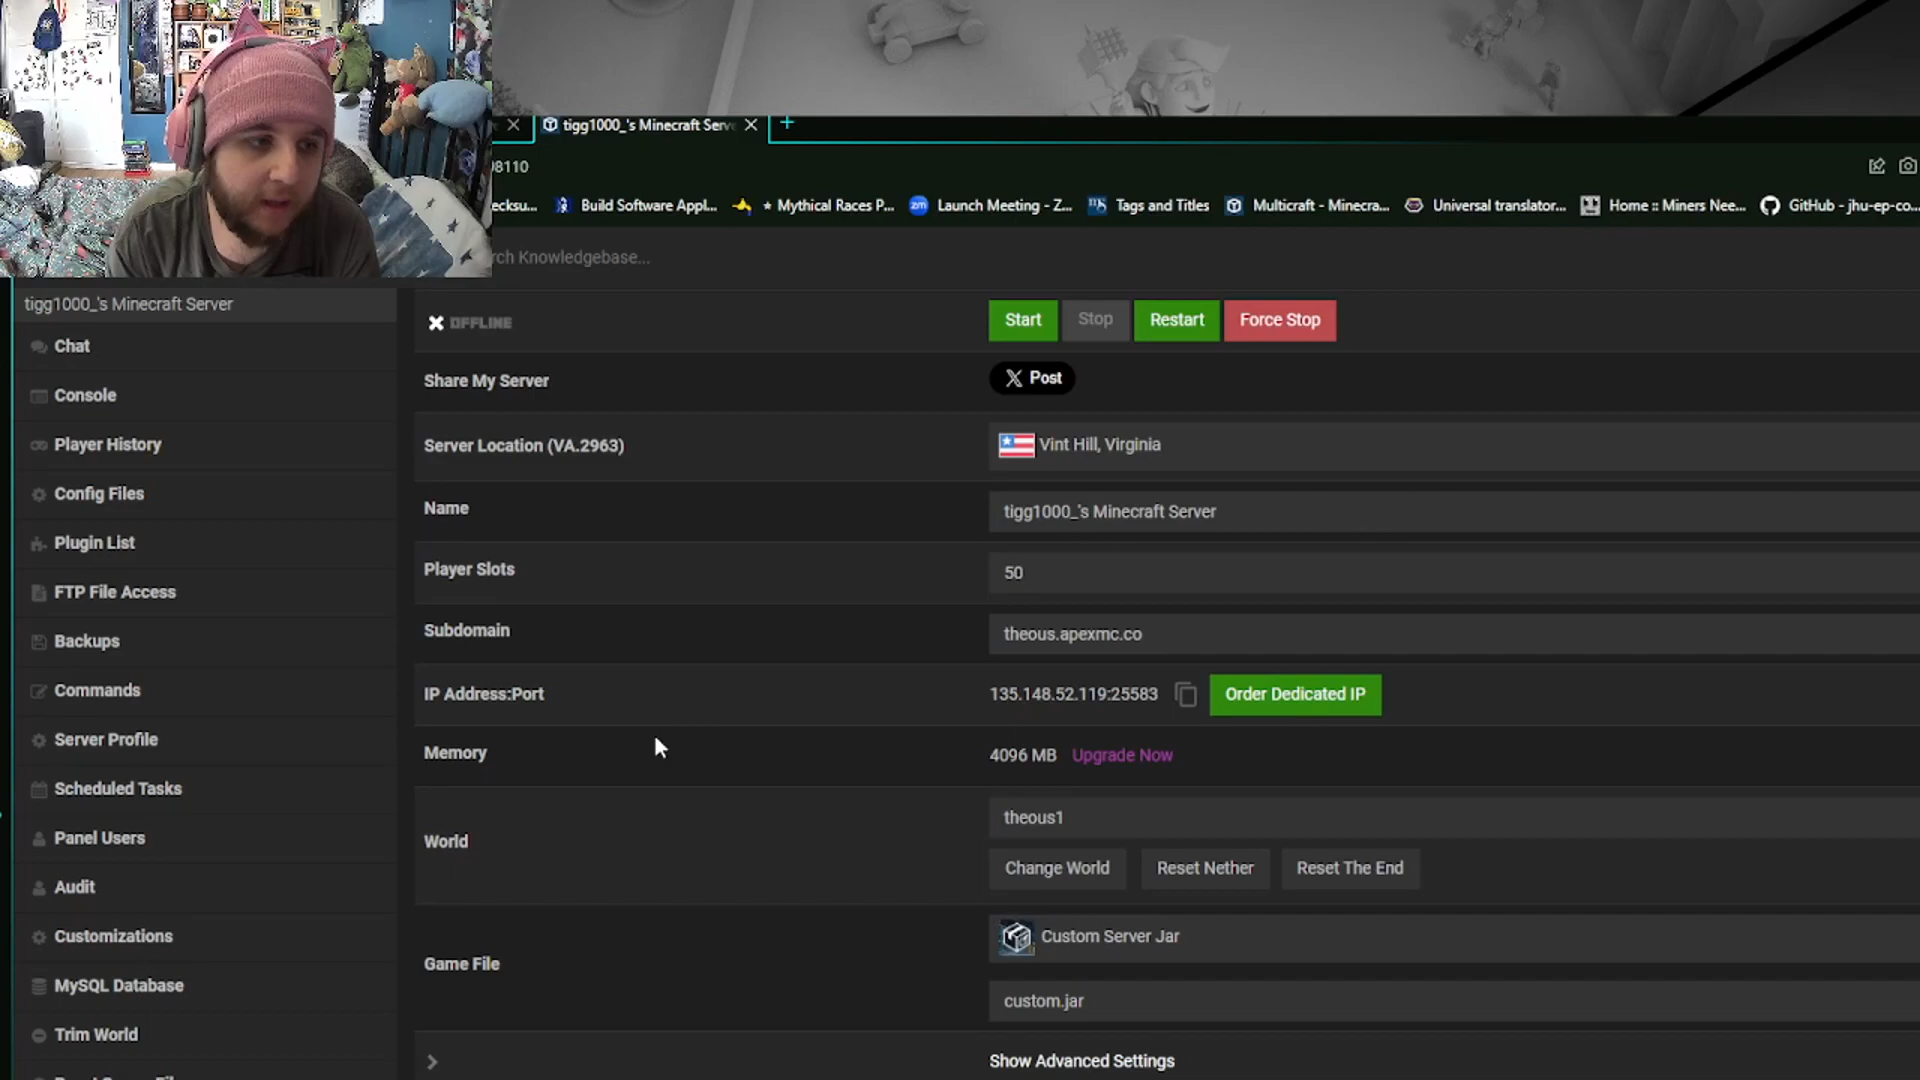 tigg1000_'s Minecraft Serv
08110
ecksu...
Build Software Appl...
★ Mythical Races P...
zm
Launch Meeting - Z...
Tags and Titles
Multicraft - Minecra...
Universal translator...
Home :: Miners Nee...
GitHub - jhu-ep-co...
rch Knowledgebase...
tigg1000_'s Minecraft Server
Chat
Console
Player History
Config Files
Plugin List
FTP File Access
Backups
Commands
Server Profile
Scheduled Tasks
Panel Users
Audit
Customizations
MySQL Database
Trim World
OFFLINE
Start
Stop
Restart
Force Stop
Share My Server
X Post
Server Location (VA.2963)
Vint Hill, Virginia
Name
tigg1000_'s Minecraft Server
Player Slots
50
Subdomain
theous.apexmc.co
IP Address:Port
135.148.52.119:25583
Order Dedicated IP
Memory
4096 MB Upgrade Now
World
theous1
Change World
Reset Nether
Reset The End
Game File
Custom Server Jar
custom.jar
Show Advanced Settings